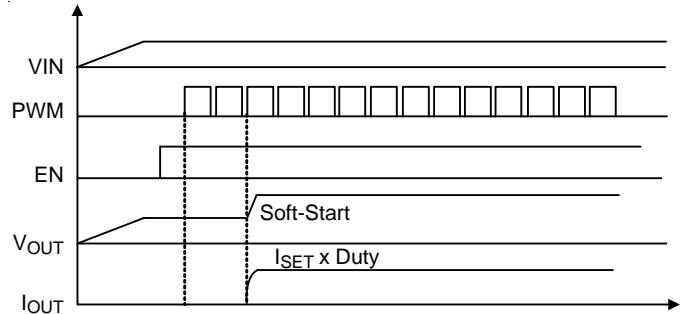 VIN
PWM
EN
Soft-Start
VOUT
ISET x Duty
IOUT